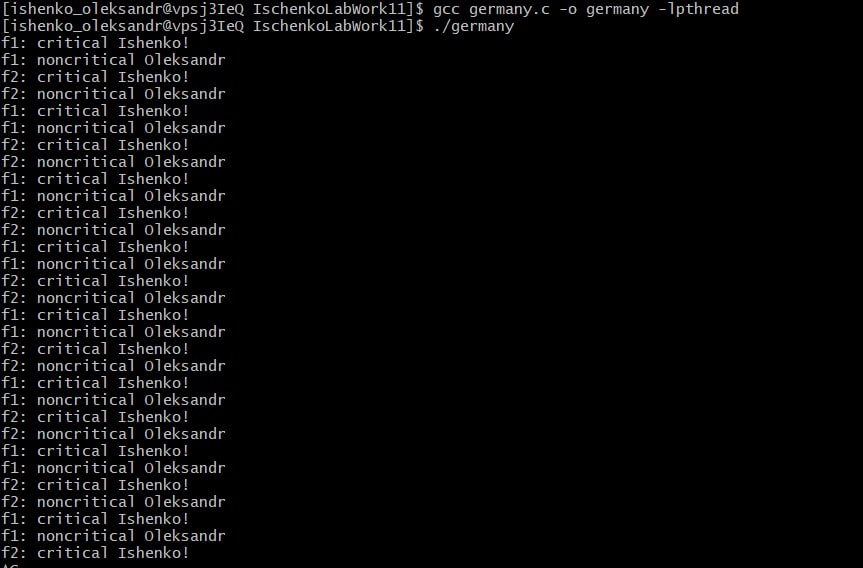 [ishenko_oleksandr@vpsj3IeQ IschenkoLabWork11]$ gcc germany.c -o germany -lpthread
[ishenko_oleksandr@vpsj3IeQ IschenkoLabWork11]$ ./germany
f1: critical Ishenko!
f1: noncritical Oleksandr
f2: critical Ishenko!
f2: noncritical Oleksandr
f1: critical Ishenko!
f1: noncritical Oleksandr
f2: critical Ishenko!
f2: noncritical Oleksandr
f1: critical Ishenko!
f1: noncritical Oleksandr
f2: critical Ishenko!
f2: noncritical Oleksandr
f1: critical Ishenko!
f1: noncritical Oleksandr
f2: critical Ishenko!
f2: noncritical Oleksandr
f1: critical Ishenko!
f1: noncritical Oleksandr
f2: critical Ishenko!
f2: noncritical Oleksandr
f1: critical Ishenko!
f1: noncritical Oleksandr
f2: critical Ishenko!
f2: noncritical Oleksandr
f1: critical Ishenko!
f1: noncritical Oleksandr
f2: critical Ishenko!
f2: noncritical Oleksandr
f1: critical Ishenko!
f1: noncritical Oleksandr
f2: critical Ishenko!